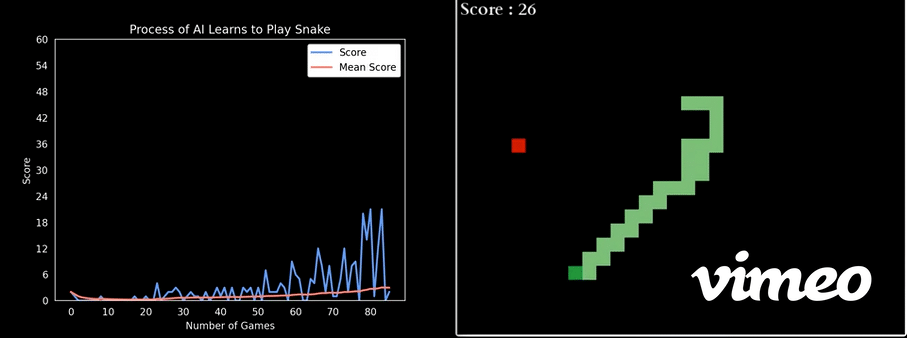 Process of AI Learns to Play Snake
60
54
48
42
36
30
24
18
12
6
0
Score
Score
Mean Score
0 10 20 30 40 50 60 70 80
Number of Games
Score : 26
vimeo